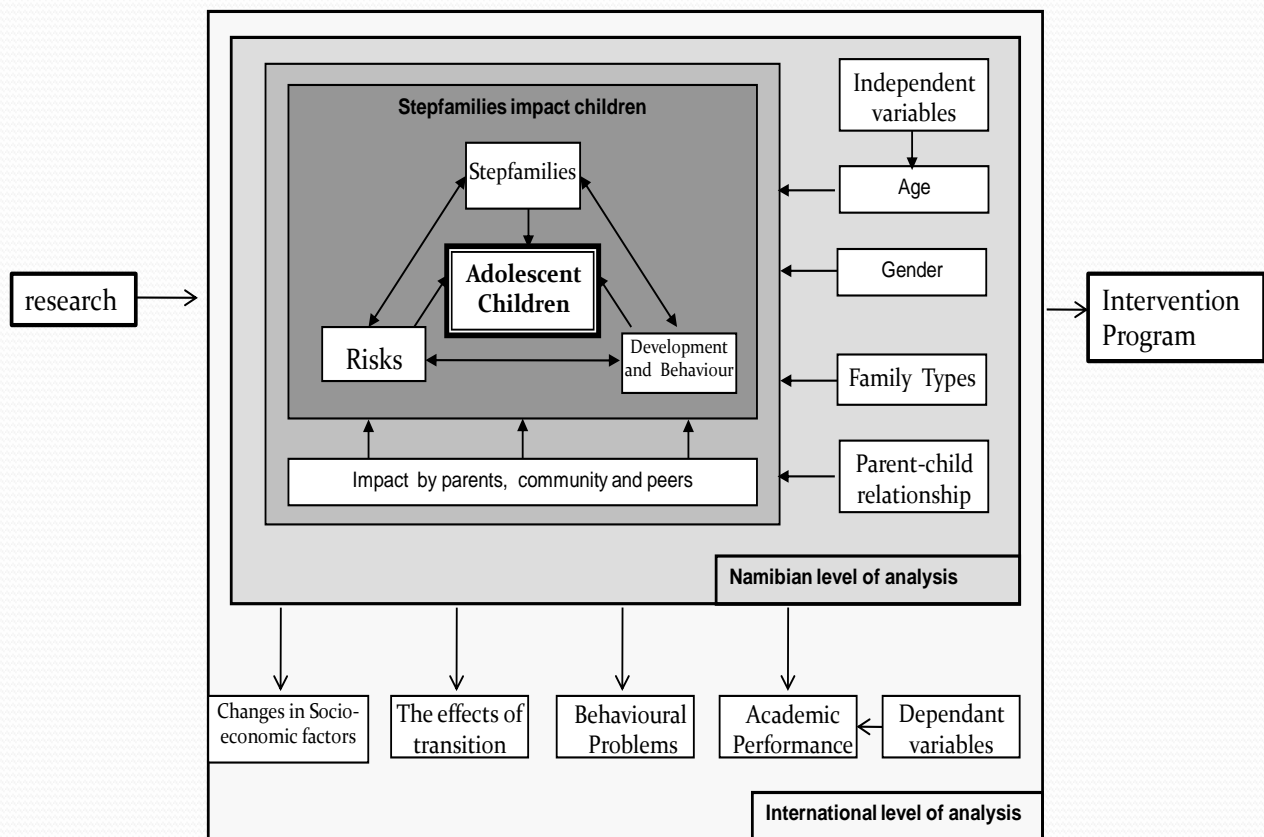 Independent
variables
Stepfamilies impact children
Stepfamilies
Age
Adolescent
Children
Gender
research
Intervention
Program
Risks
Development
and Behaviour
Family Types
Impact by parents, community and peers
Parent-child
relationship
Namibian level of analysis
Changes in Socio-
economic factors
The effects of
transition
Behavioural
Problems
Academic
Performance
Dependant
variables
International level of analysis